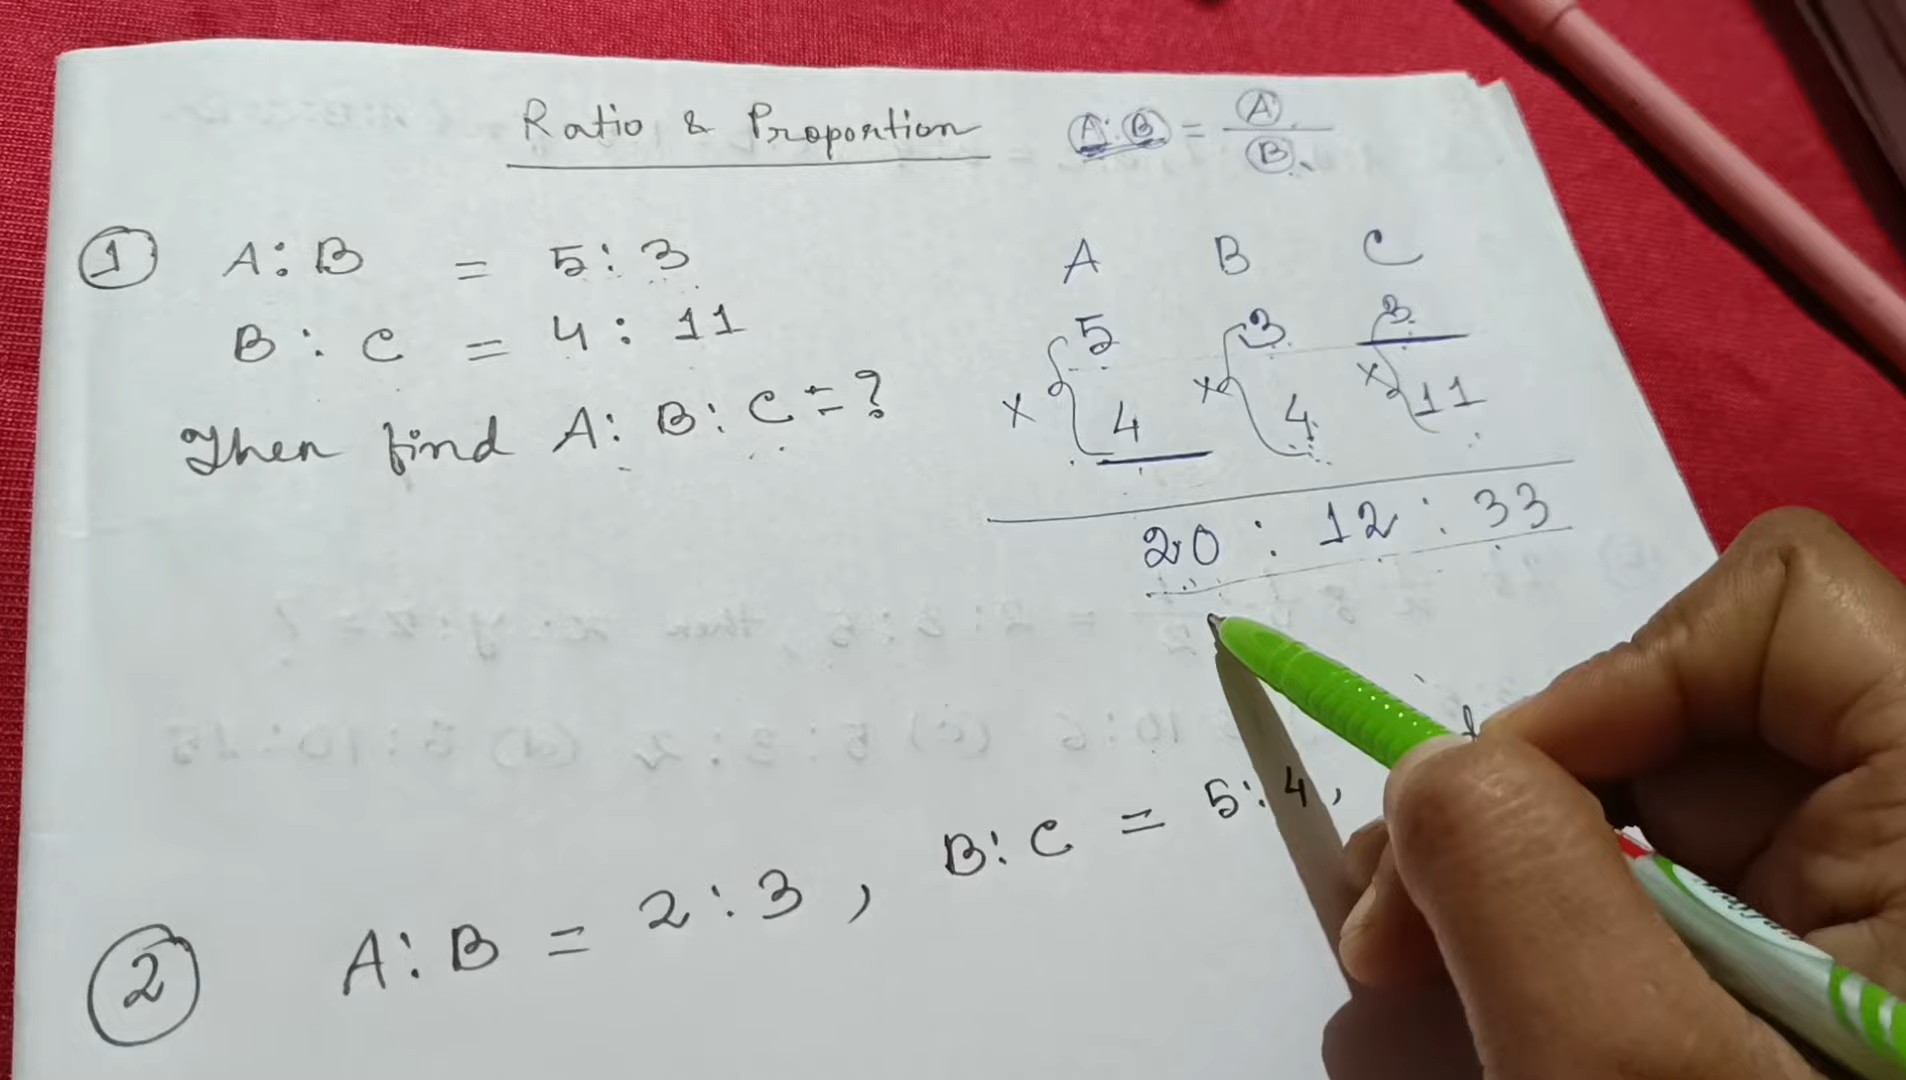 Ratio & Proportion
A:B = A/B
1 A:B = 5:3
B:C = 4:11
Then find A:B:C=?
A B C
5 3 3
× 4 × 4 × 11
20 : 12 : 33
2 A:B = 2:3, B:C = 5:4,